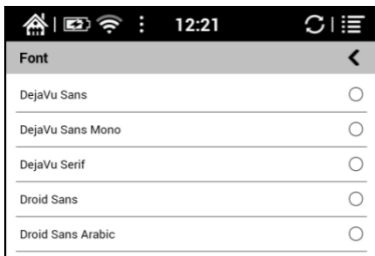 12:21
Font
DejaVu Sans
DejaVu Sans Mono
DejaVu Serif
Droid Sans
Droid Sans Arabic